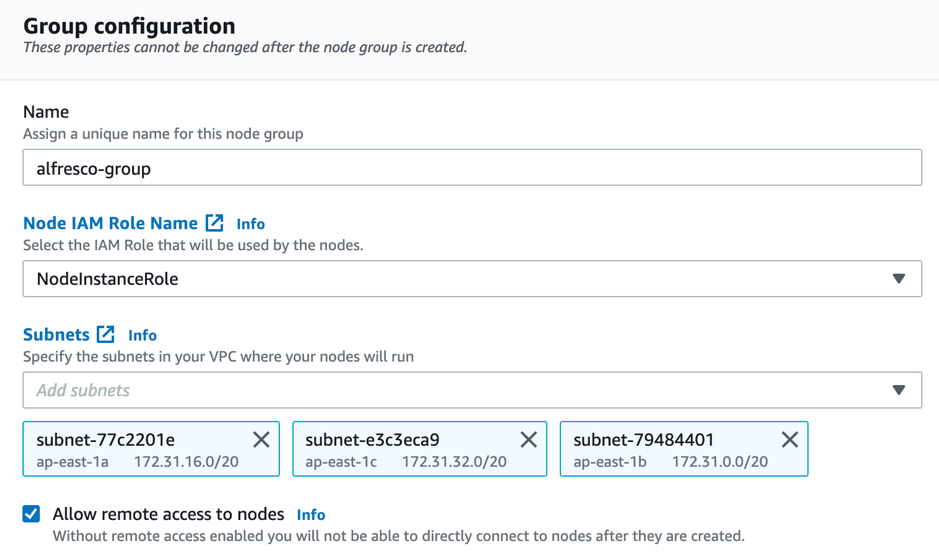 Group configuration
These properties cannot be changed after the node group is created.
Name
Assign a unique name for this node group
alfresco-group
Node IAM Role Name Info
Select the IAM Role that will be used by the nodes.
NodeInstanceRole
Subnets Info
Specify the subnets in your VPC where your nodes will run
Add subnets
subnet-77c2201e subnet-e3c3eca9 subnet-79484401
ap-east-1a 172.31.16.0/20 ap-east-1c 172.31.32.0/20 ap-east-1b 172.31.0.0/20
Allow remote access to nodes Info
Without remote access enabled you will not be able to directly connect to nodes after they are created.